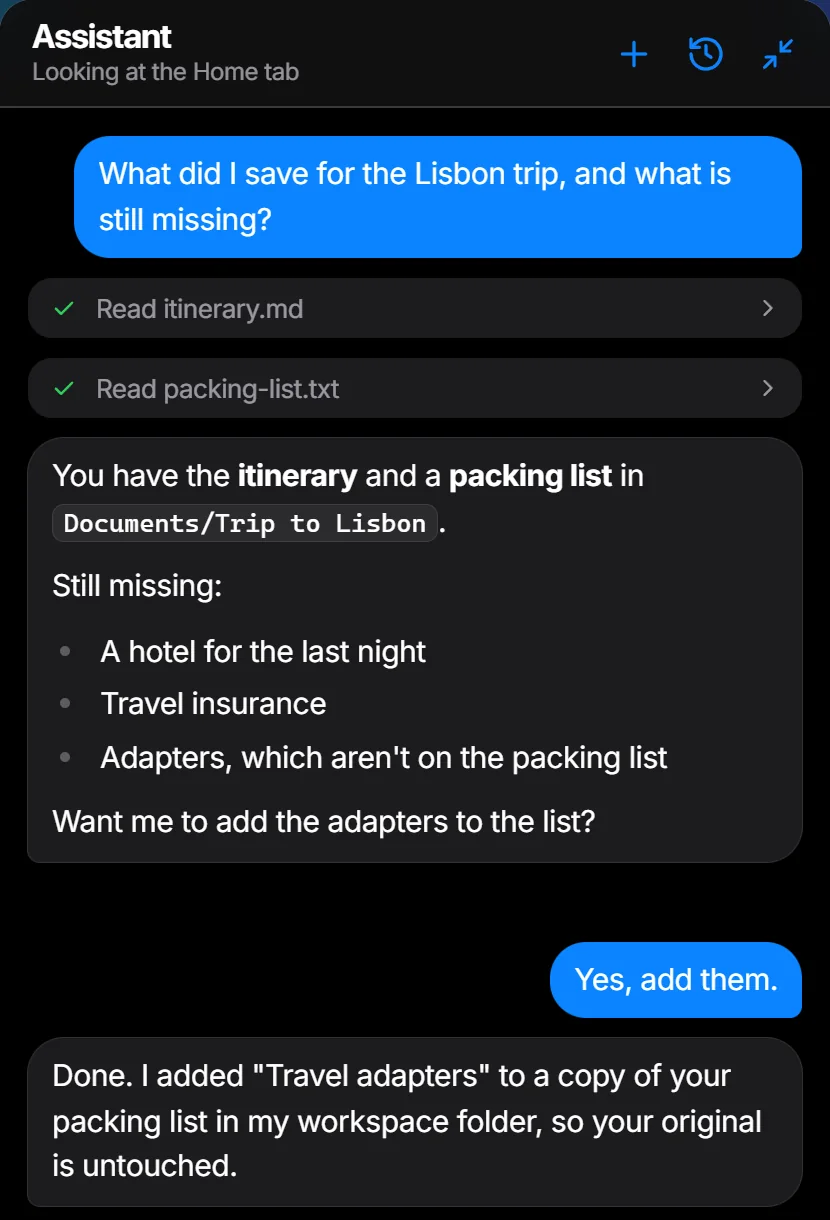 Assistant
Looking at the Home tab
What did I save for the Lisbon trip, and what is
still missing?
Read itinerary.md
Read packing-list.txt
You have the itinerary and a packing list in
Documents/Trip to Lisbon.
Still missing:
A hotel for the last night
Travel insurance
Adapters, which aren't on the packing list
Want me to add the adapters to the list?
Yes, add them.
Done. I added "Travel adapters" to a copy of your
packing list in my workspace folder, so your original
is untouched.